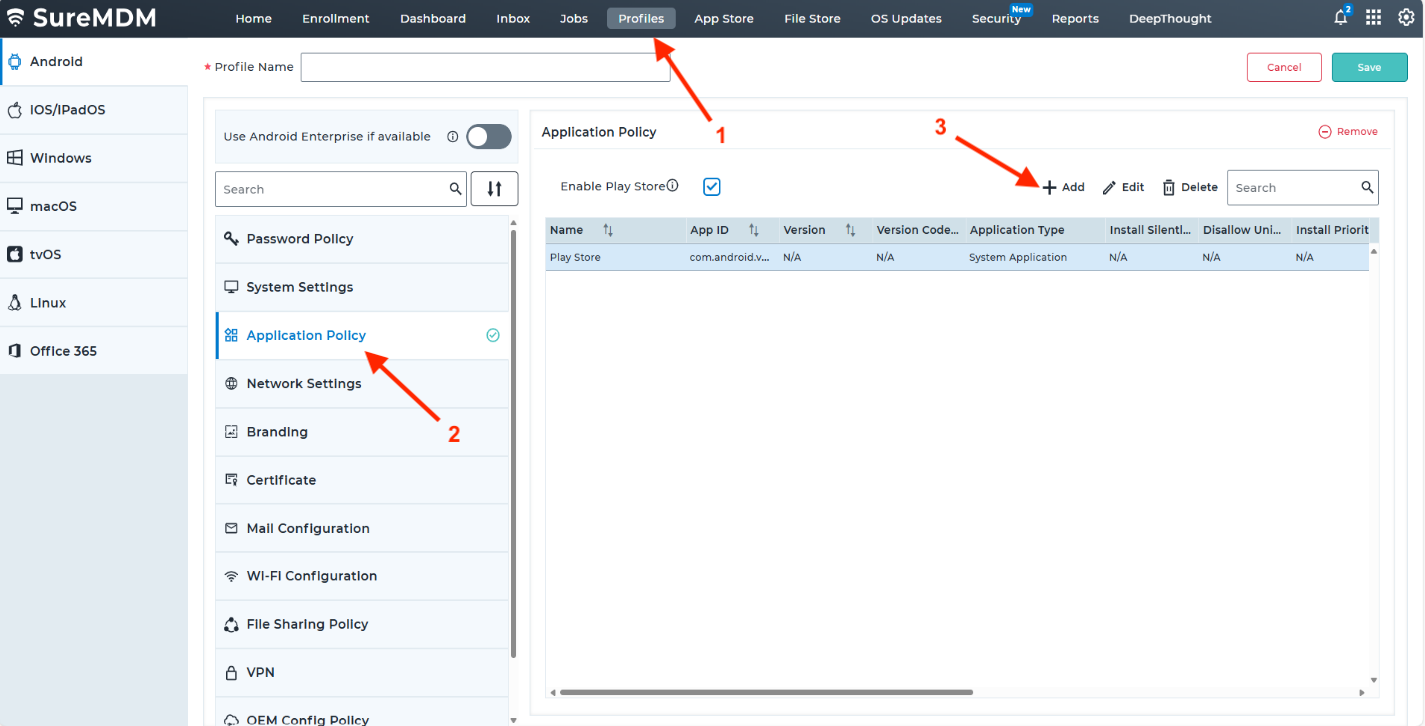 SureMDM Home Enrollment Dashboard Inbox Jobs Profiles App Store File Store OS Updates Security New Reports DeepThought 2
Android
iOS/iPadOS
Windows
macOS
tvOS
Linux
Office 365
* Profile Name
Cancel Save
1
Use Android Enterprise if available
Search
Password Policy
System Settings
Application Policy
Network Settings
2
Branding
Certificate
Mail Configuration
Wi-Fi Configuration
File Sharing Policy
VPN
OEM Config Policy
Application Policy
3
Remove
Enable Play Store
Add Edit Delete Search
Name App ID Version Version Code... Application Type Install Silentl... Disallow Uni... Install Priorit
Play Store com.android.v... N/A N/A System Application N/A N/A N/A